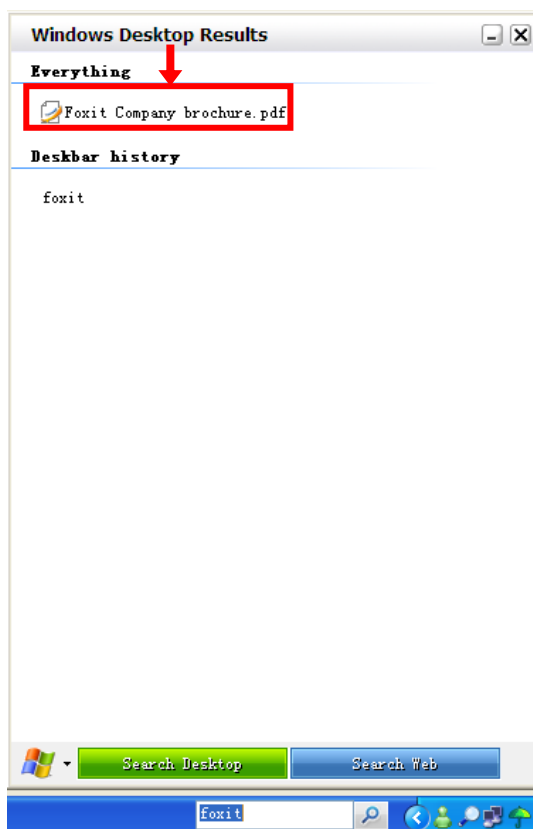 Windows Desktop Results
Everything
Foxit Company brochure.pdf
Deskbar history
foxit
Search Desktop Search Web
foxit